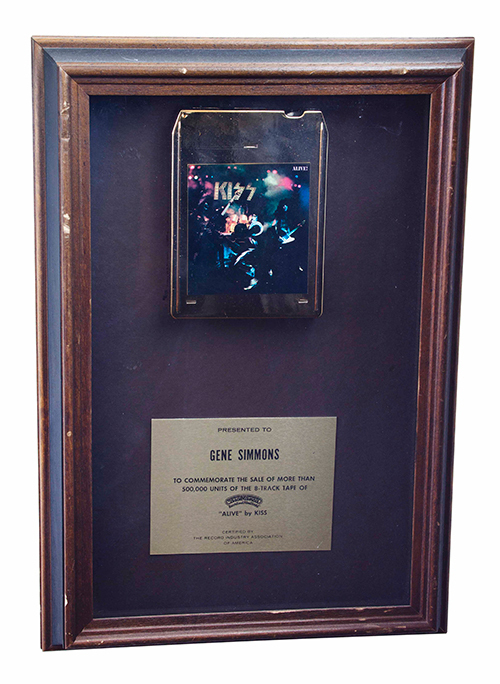 ALIVE!
KISS
PRESENTED TO
GENE SIMMONS
TO COMMEMORATE THE SALE OF MORE THAN
500,000 UNITS OF THE 8-TRACK TAPE OF
"ALIVE" by KISS
CERTIFIED BY
THE RECORD INDUSTRY ASSOCIATION
OF AMERICA